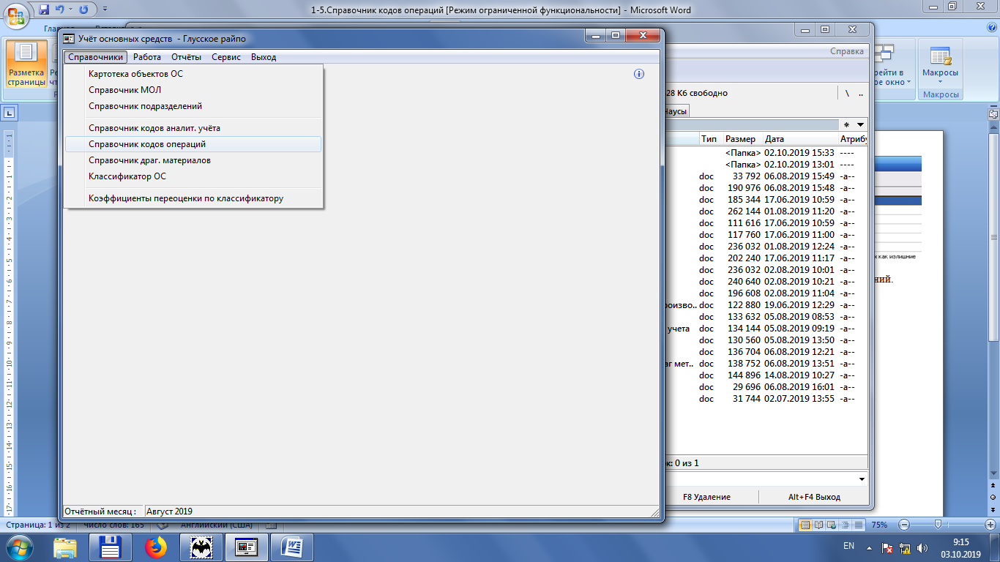 1-5.Справочник кодов операций [Режим ограниченной функциональности] - Microsoft Word
Разметка страницы
Макросы
Макросы
Учёт основных средств - Глусское райпо
Справочники Работа Отчёты Сервис Выход
Картотека объектов ОС
Справочник МОЛ
Справочник подразделений
Справочник кодов аналит. учёта
Справочник кодов операций
Справочник драг. материалов
Классификатор ОС
Коэффициенты переоценки по классификатору
Отчётный месяц : Август 2019
Справка
28 Кб свободно \ ..
Тип Размер Дата
<Папка> 02.10.2019 15:33 ----
<Папка> 02.10.2019 13:01 ----
doc 33 792 06.08.2019 15:49 -a--
doc 190 976 06.08.2019 15:48 -a--
doc 185 344 17.06.2019 10:59 -a--
doc 262 144 01.08.2019 11:20 -a--
doc 111 616 17.06.2019 10:59 -a--
doc 117 760 17.06.2019 11:00 -a--
doc 236 032 01.08.2019 12:24 -a--
doc 202 240 17.06.2019 11:17 -a--
doc 236 032 02.08.2019 10:01 -a--
doc 240 640 02.08.2019 10:21 -a--
doc 196 608 02.08.2019 11:04 -a--
doc 122 880 19.06.2019 12:29 -a--
doc 133 632 05.08.2019 08:53 -a--
учета doc 134 144 05.08.2019 09:19 -a--
doc 130 560 05.08.2019 13:50 -a--
doc 136 704 06.08.2019 12:21 -a--
мет.. doc 138 752 06.08.2019 13:51 -a--
doc 144 896 14.08.2019 10:27 -a--
doc 29 696 06.08.2019 16:01 -a--
doc 31 744 02.07.2019 13:55 -a--
0 из 1
F8 Удаление Alt+F4 Выход
как излишние
Страница: 1 из 2 Число слов: 165 Английский (США) 75%
EN 9:15
03.10.2019